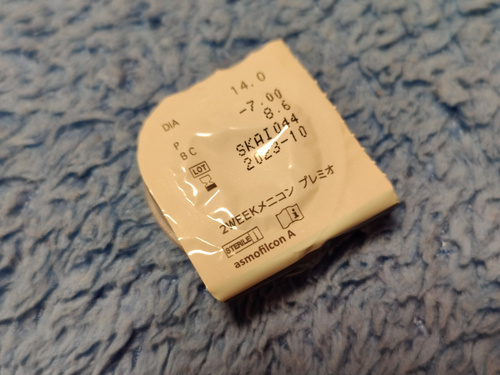 DIA 14.0
P -7.00
BC 8.6
LOT SKAI044
2023-10
2WEEKメニコン プレミオ
STERILE
asmofilcon A